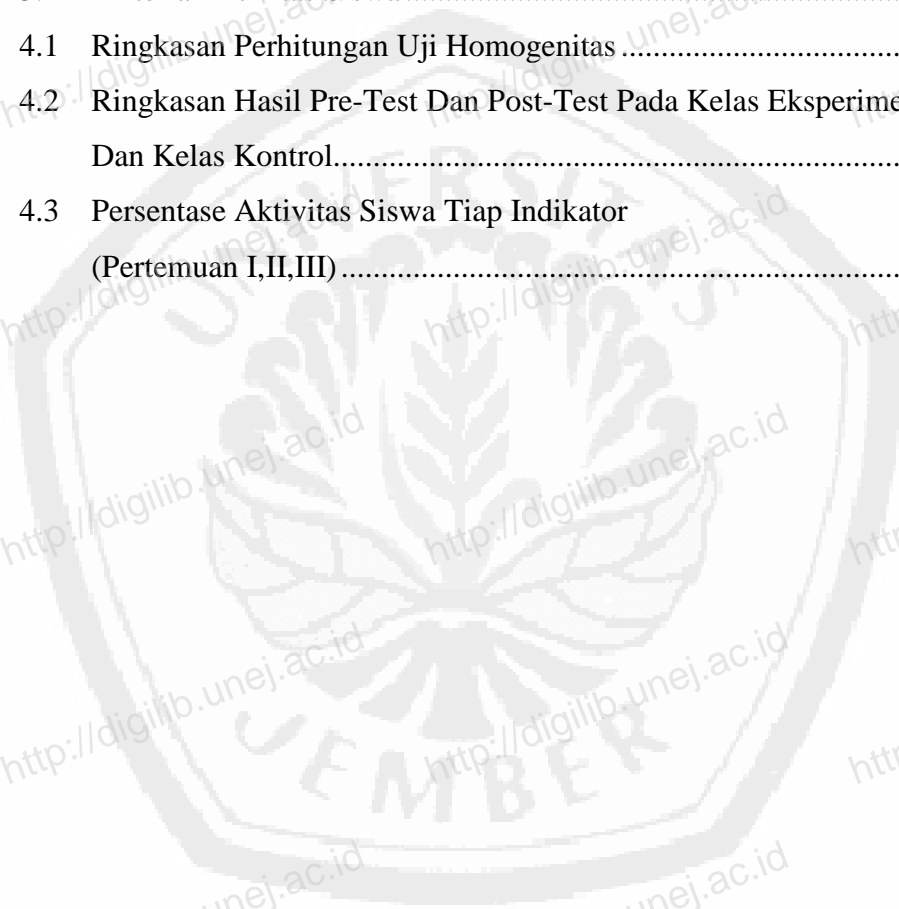 4.1 Ringkasan Perhitungan Uji Homogenitas
4.2 Ringkasan Hasil Pre-Test Dan Post-Test Pada Kelas Eksperime
Dan Kelas Kontrol
4.3 Persentase Aktivitas Siswa Tiap Indikator
(Pertemuan I,II,III)
UNIVERSITAS
JEMBER
http://digilib.unej.ac.id
http://digilib.unej.ac.id
http://digilib.unej.ac.id
http://digilib.unej.ac.id
http://digilib.unej.ac.id
http://digilib.unej.ac.id
http://digilib.unej.ac.id
http://digilib.unej.ac.id